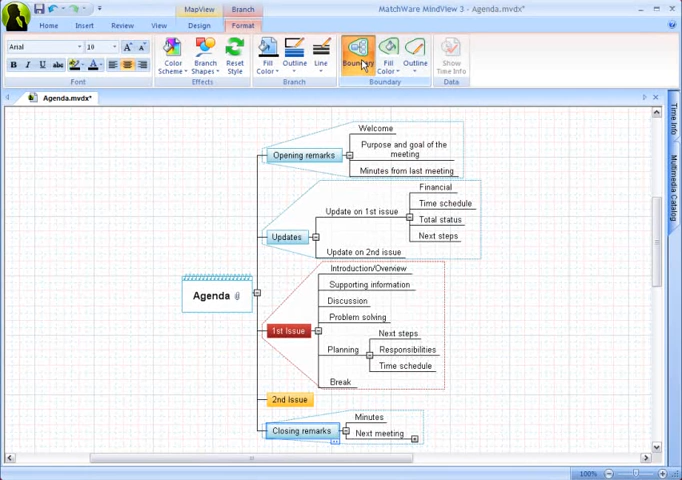 MapView
Branch
MatchWare MindView 3 - Agenda.mvdx*
Home
Insert
Review
View
Design
Format
Arial
10
Color Scheme
Branch Shapes
Reset Style
Fill Color
Outline
Line
Boundary
Fill Color
Outline
Show Time Info
Font
Effects
Branch
Boundary
Data
Agenda.mvdx*
Time Info
Multimedia Catalog
Agenda
Opening remarks
Welcome
Purpose and goal of the
meeting
Minutes from last meeting
Updates
Update on 1st issue
Financial
Time schedule
Total status
Next steps
Update on 2nd issue
1st Issue
Introduction/Overview
Supporting information
Discussion
Problem solving
Planning
Next steps
Responsibilities
Time schedule
Break
2nd Issue
Closing remarks
Minutes
Next meeting
100%